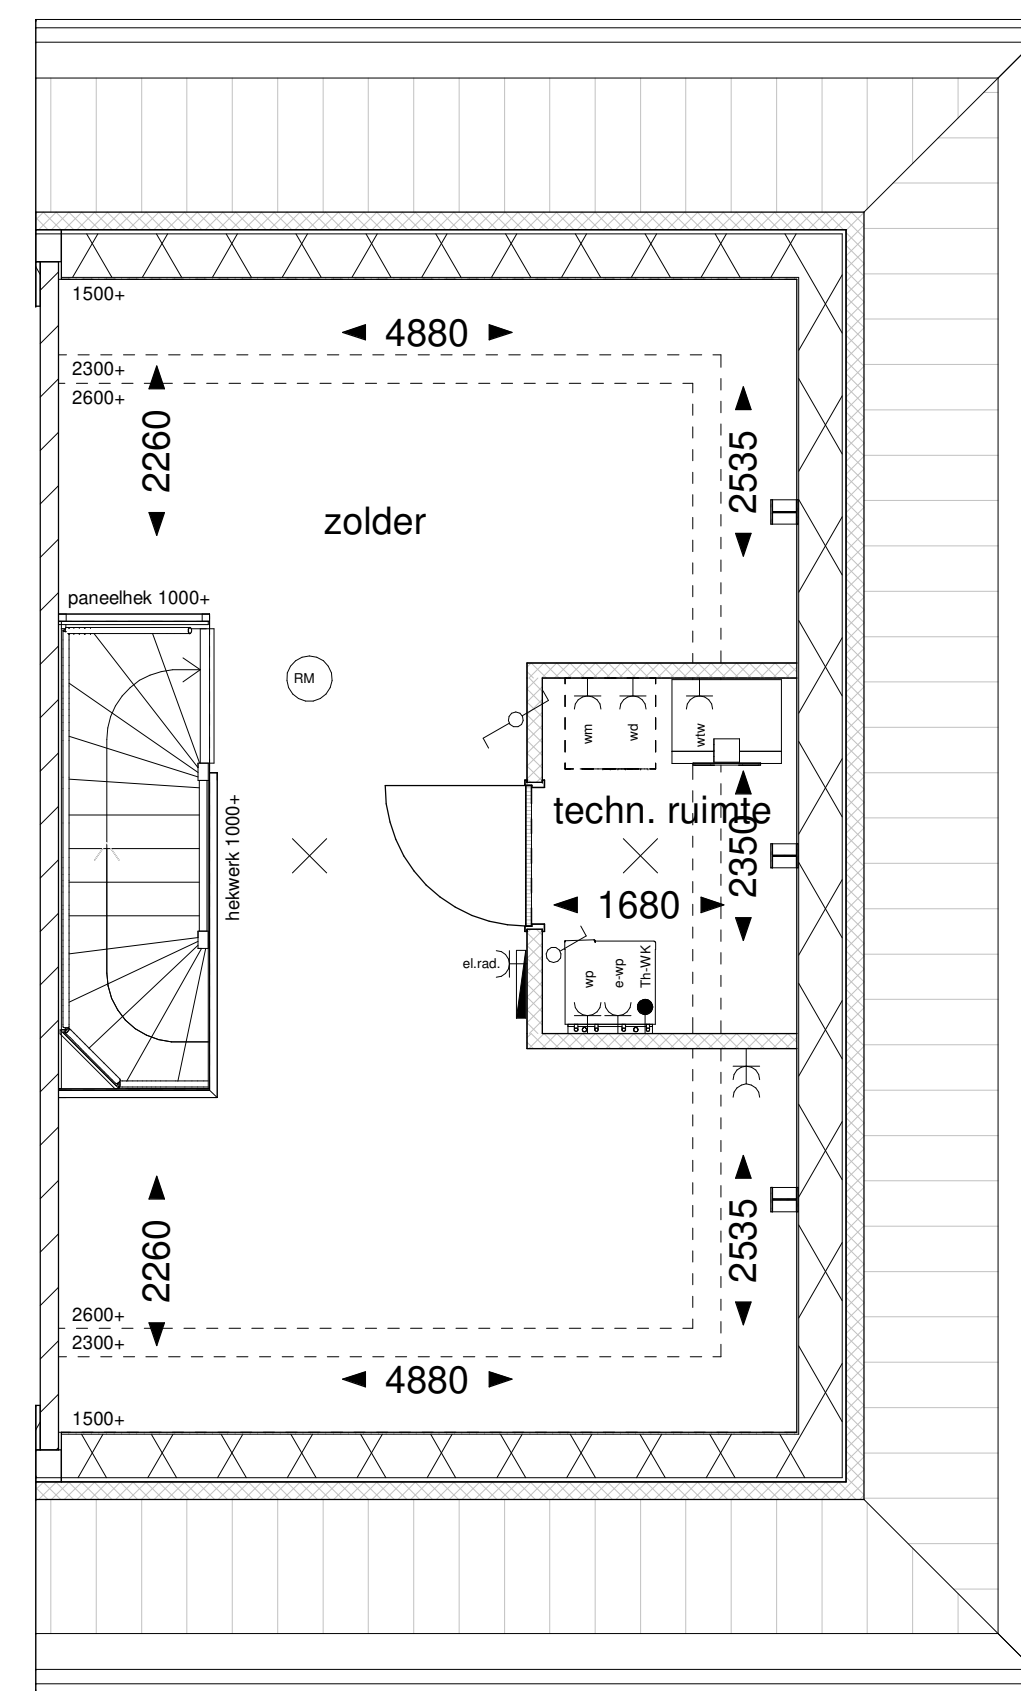 1500+
4880
2300+
2600+
2260
2535
zolder
paneelhek 1000+
RM
wm
wd
wtw
techn. ruimte
hekwerk 1000+
2350
1680
el.rad.
wp
e-wp
Th-WK
2260
2535
2600+
2300+
4880
1500+